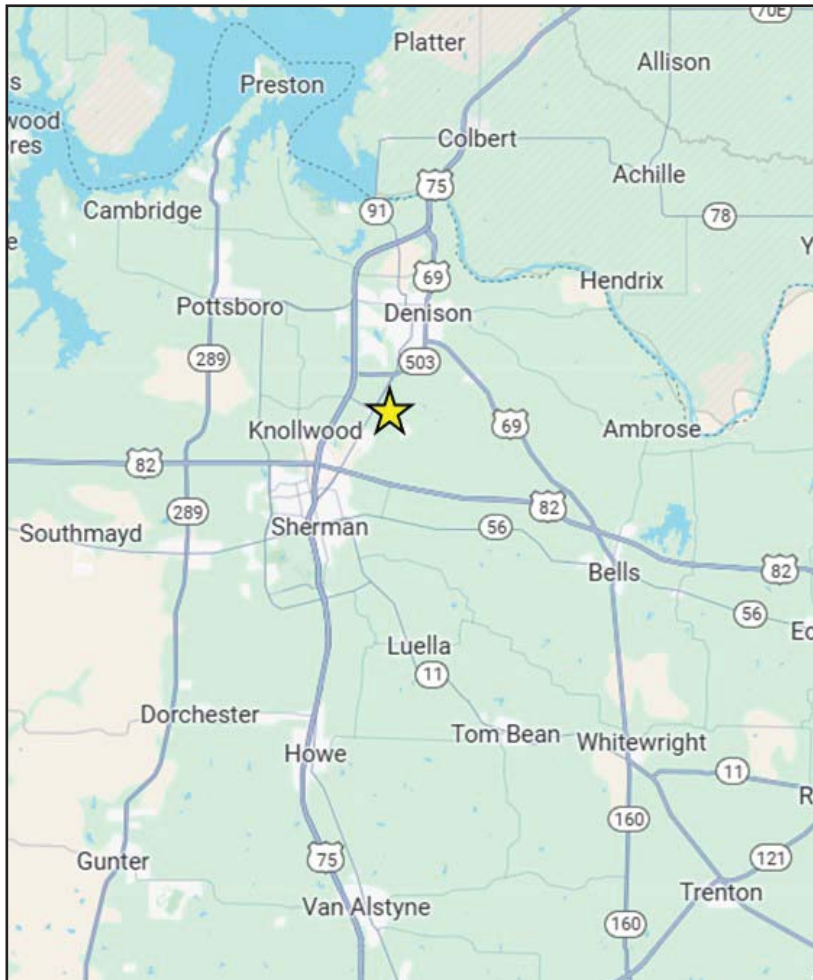 70E
Platter
Allison
Preston
s
wood
res
Colbert
Achille
75
Cambridge
91
78
e
Y
69
Hendrix
Pottsboro
Denison
289
503
Knollwood
69
Ambrose
82
289
82
Southmayd
Sherman
56
Bells
82
56
Ec
Luella
11
Dorchester
Tom Bean
Whitewright
Howe
11
R
160
75
121
Gunter
Trenton
Van Alstyne
160